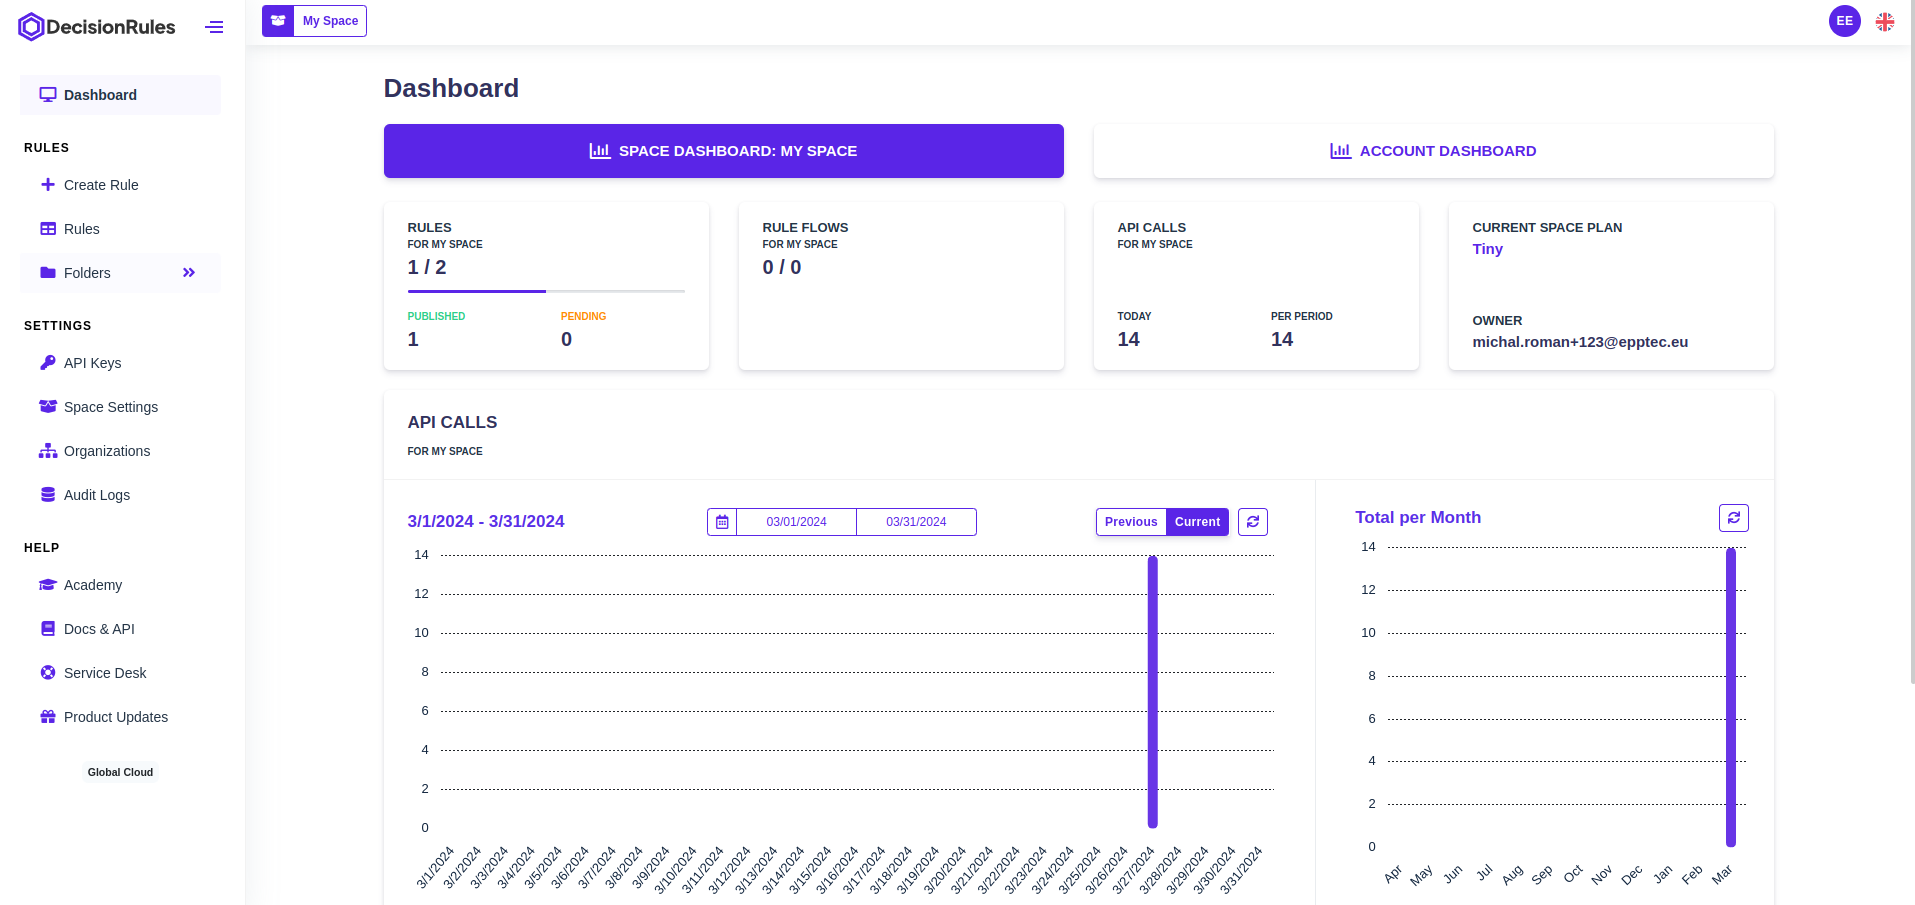 DecisionRules
My Space
EE
Dashboard
RULES
Create Rule
Rules
Folders
SETTINGS
API Keys
Space Settings
Organizations
Audit Logs
HELP
Academy
Docs & API
Service Desk
Product Updates
Global Cloud
Dashboard
SPACE DASHBOARD: MY SPACE
ACCOUNT DASHBOARD
RULES
FOR MY SPACE
1 / 2
PUBLISHED
PENDING
1
0
RULE FLOWS
FOR MY SPACE
0 / 0
API CALLS
FOR MY SPACE
TODAY
PER PERIOD
14
14
CURRENT SPACE PLAN
Tiny
OWNER
michal.roman+123@epptec.eu
API CALLS
FOR MY SPACE
3/1/2024 - 3/31/2024
03/01/2024
03/31/2024
Previous
Current
14
12
10
8
6
4
2
0
3/1/2024
3/2/2024
3/3/2024
3/4/2024
3/5/2024
3/6/2024
3/7/2024
3/8/2024
3/9/2024
3/10/2024
3/11/2024
3/12/2024
3/13/2024
3/14/2024
3/15/2024
3/16/2024
3/17/2024
3/18/2024
3/19/2024
3/20/2024
3/21/2024
3/22/2024
3/23/2024
3/24/2024
3/25/2024
3/26/2024
3/27/2024
3/28/2024
3/29/2024
3/30/2024
3/31/2024
Total per Month
14
12
10
8
6
4
2
0
Apr
May
Jun
Jul
Aug
Sep
Oct
Nov
Dec
Jan
Feb
Mar